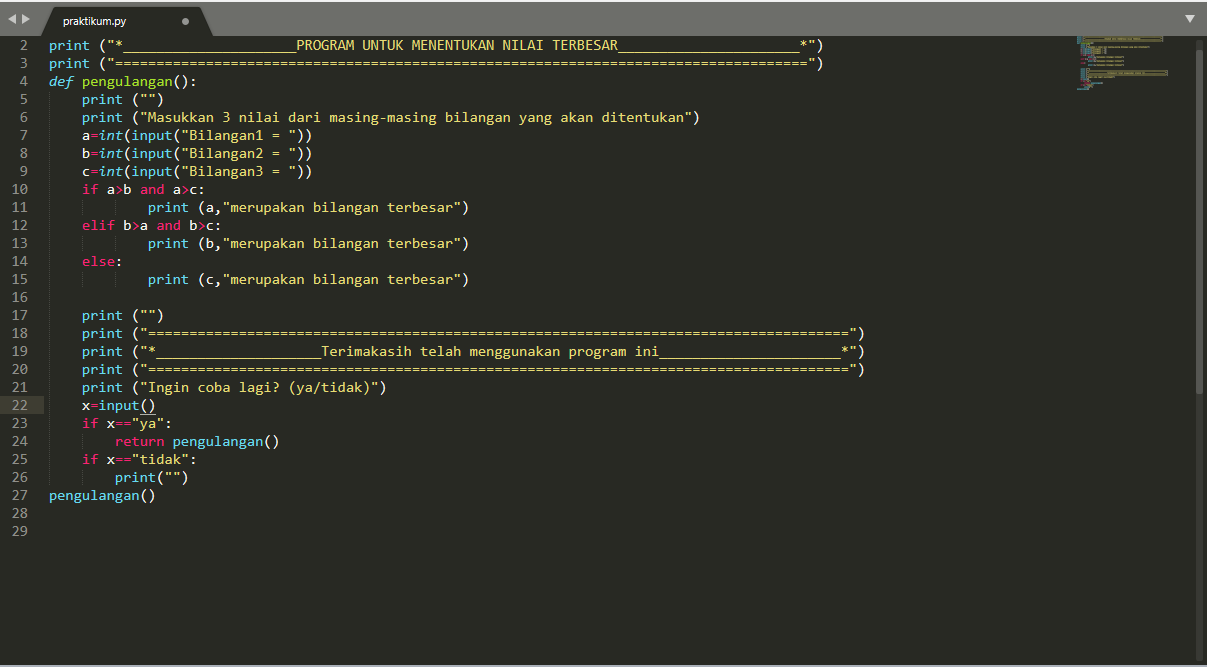 praktikum.py
2 print ("*_____________________PROGRAM UNTUK MENENTUKAN NILAI TERBESAR______________________*")
3 print ("====================================================================================")
4 def pengulangan():
5     print ("")
6     print ("Masukkan 3 nilai dari masing-masing bilangan yang akan ditentukan")
7     a=int(input("Bilangan1 = "))
8     b=int(input("Bilangan2 = "))
9     c=int(input("Bilangan3 = "))
10     if a>b and a>c:
11             print (a,"merupakan bilangan terbesar")
12     elif b>a and b>c:
13             print (b,"merupakan bilangan terbesar")
14     else:
15             print (c,"merupakan bilangan terbesar")
16
17     print ("")
18     print ("=====================================================================================")
19     print ("*____________________Terimakasih telah menggunakan program ini______________________*")
20     print ("=====================================================================================")
21     print ("Ingin coba lagi? (ya/tidak)")
22     x=input()
23     if x=="ya":
24         return pengulangan()
25     if x=="tidak":
26         print("")
27 pengulangan()
28
29